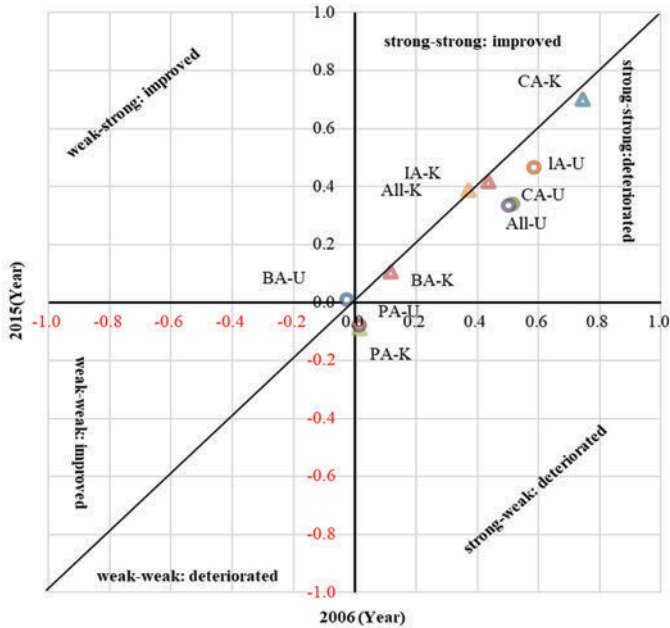 1.0
strong-strong: improved
0.8
CA-K
weak-strong: improved
strong-strong:deteriorated
0.6
IA-U
IA-K
0.4
All-K
CA-U
All-U
0.2
BA-U
BA-K
0.0
2015(Year)
-1.0 -0.8 -0.6 -0.4 -0.2 0.0 0.2 0.4 0.6 0.8 1.0
PA-U
-0.2
PA-K
weak-weak: improved
-0.4
-0.6
strong-weak: deteriorated
-0.8
weak-weak: deteriorated
-1.0
2006(Year)